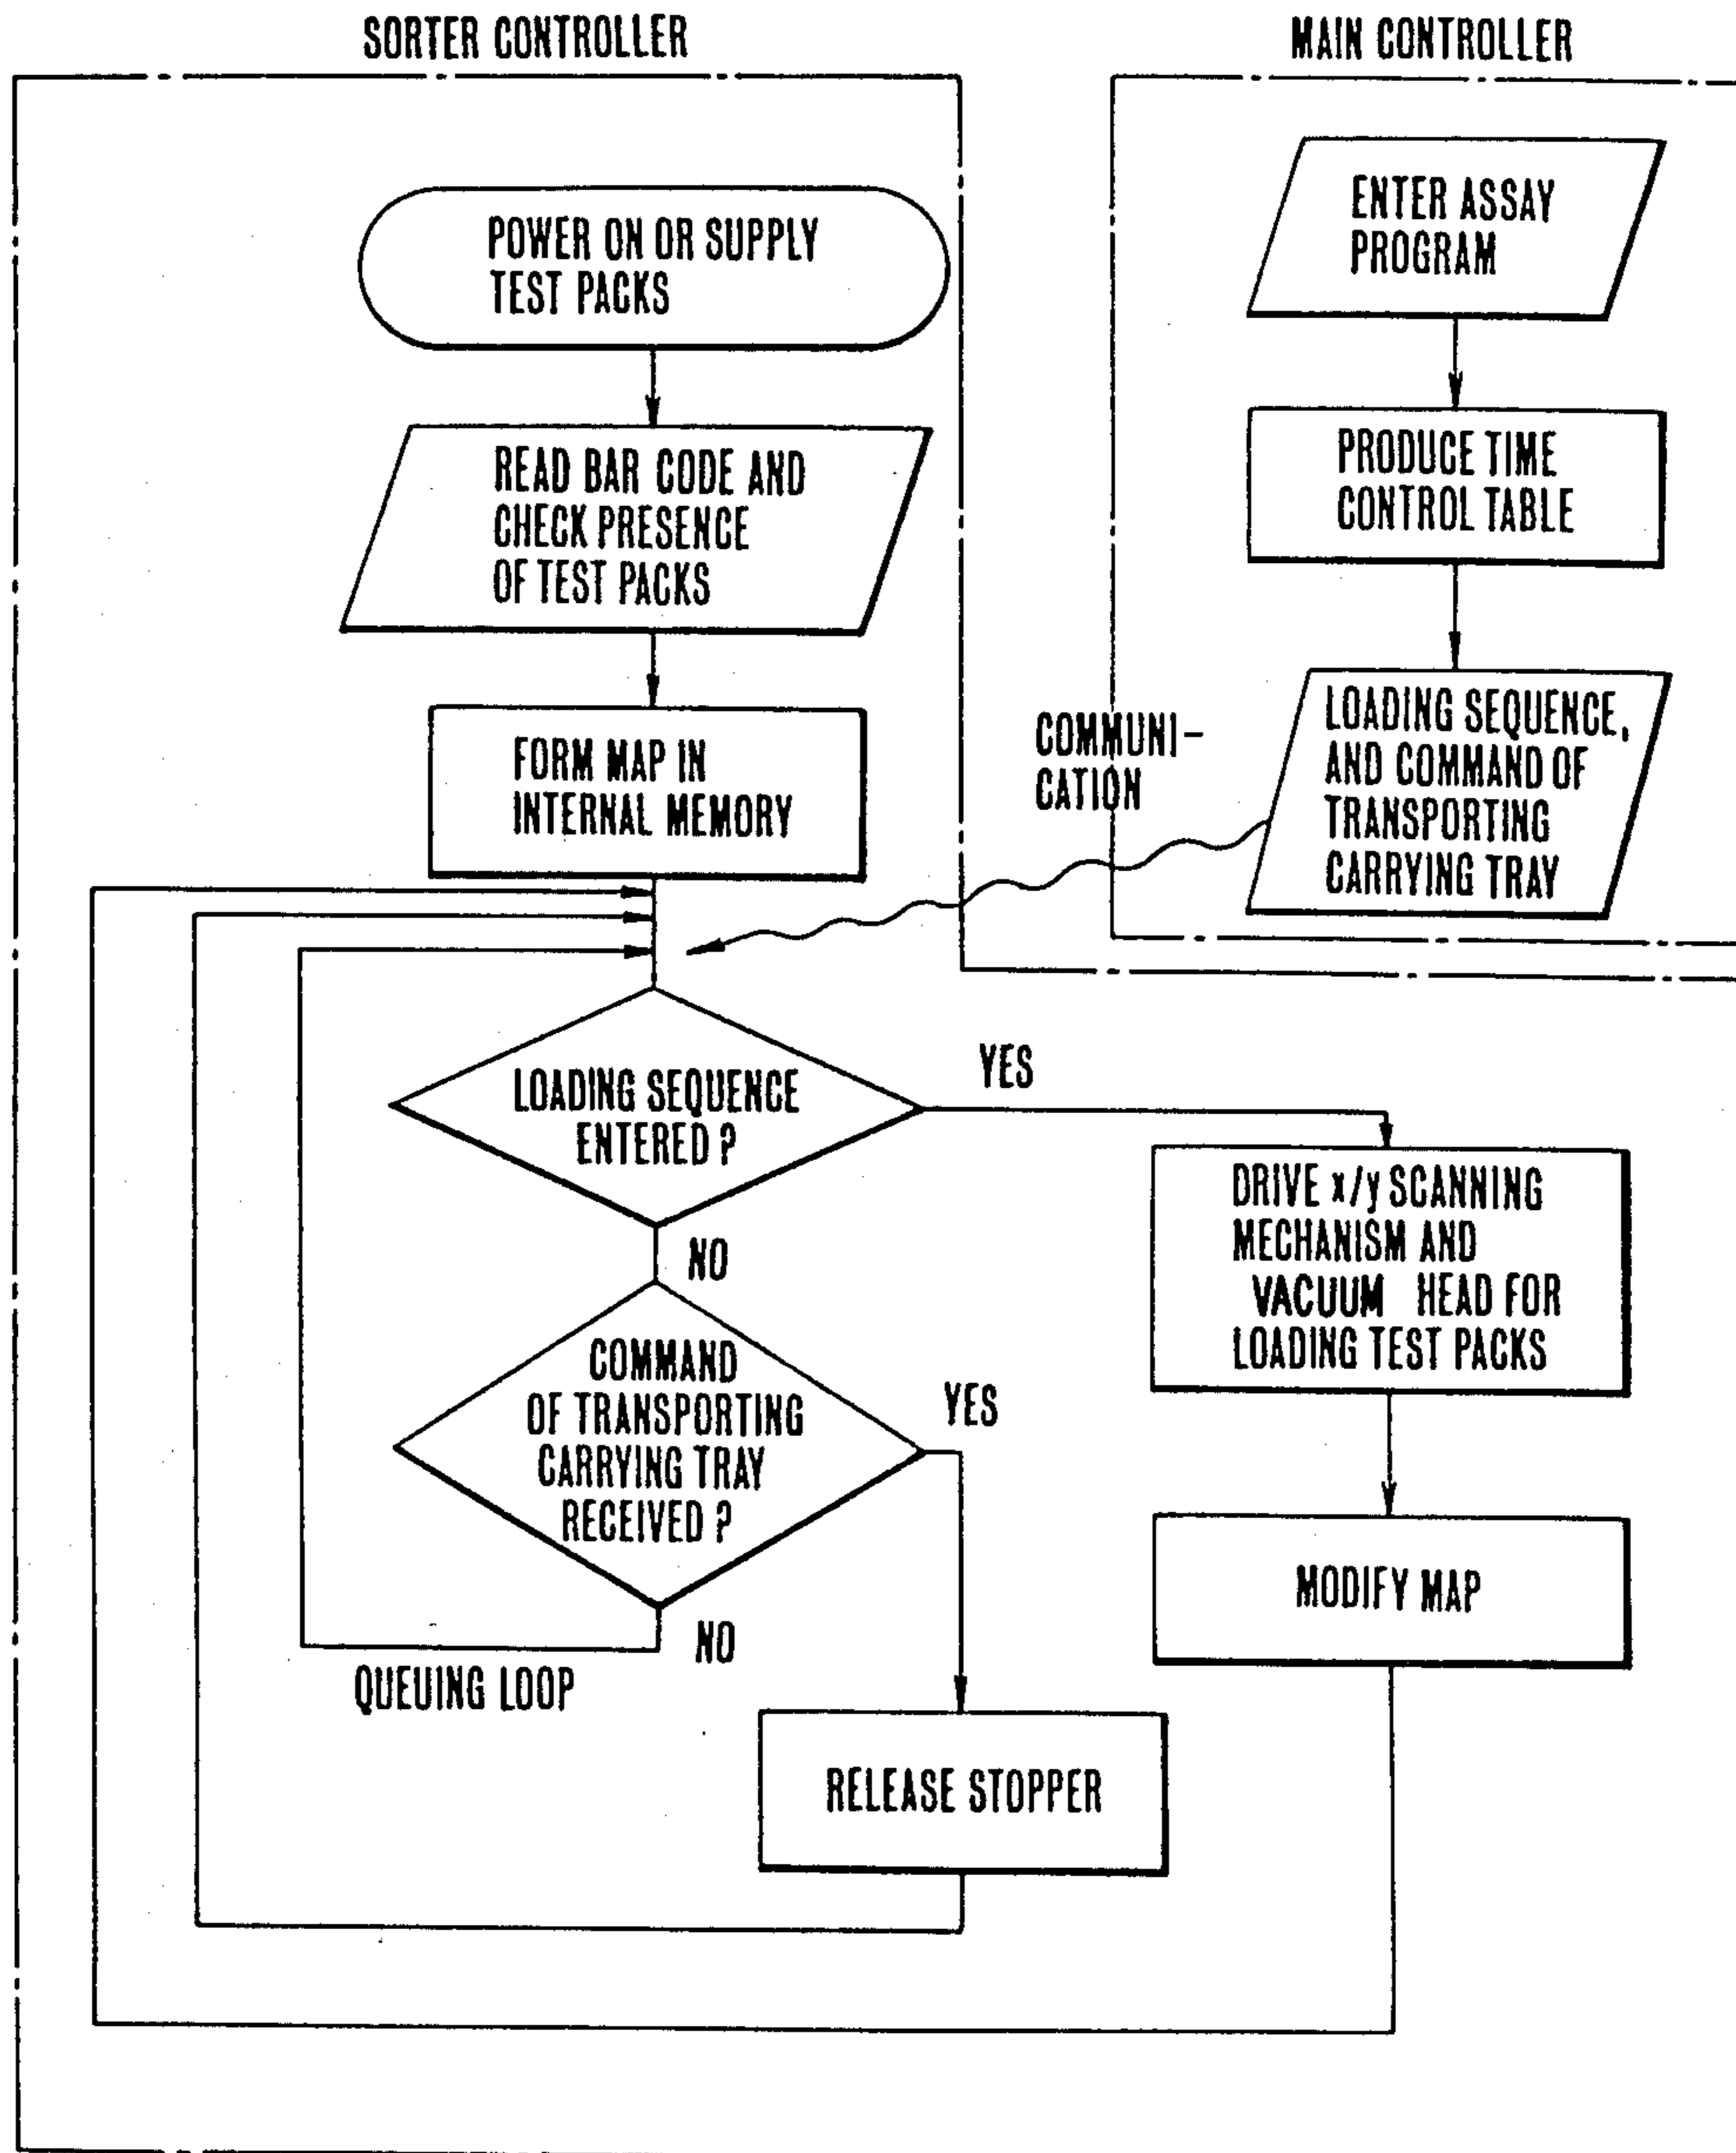 SORTER CONTROLLER
POWER ON OR SUPPLY
TEST PACKS
READ BAR CODE AND
CHECK PRESENCE
OF TEST PACKS
FORM MAP IN
INTERNAL MEMORY
MAIN CONTROLLER
ENTER ASSAY
PROGRAM
PRODUCE TIME
CONTROL TABLE
LOADING SEQUENCE,
AND COMMAND OF
TRANSPORTING
CARRYING TRAY
COMMUNI-
CATION
LOADING SEQUENCE
ENTERED ?
YES
NO
DRIVE x/y SCANNING
MECHANISM AND
VACUUM HEAD FOR
LOADING TEST PACKS
MODIFY MAP
COMMAND
OF TRANSPORTING
CARRYING TRAY
RECEIVED ?
YES
NO
QUEUING LOOP
RELEASE STOPPER